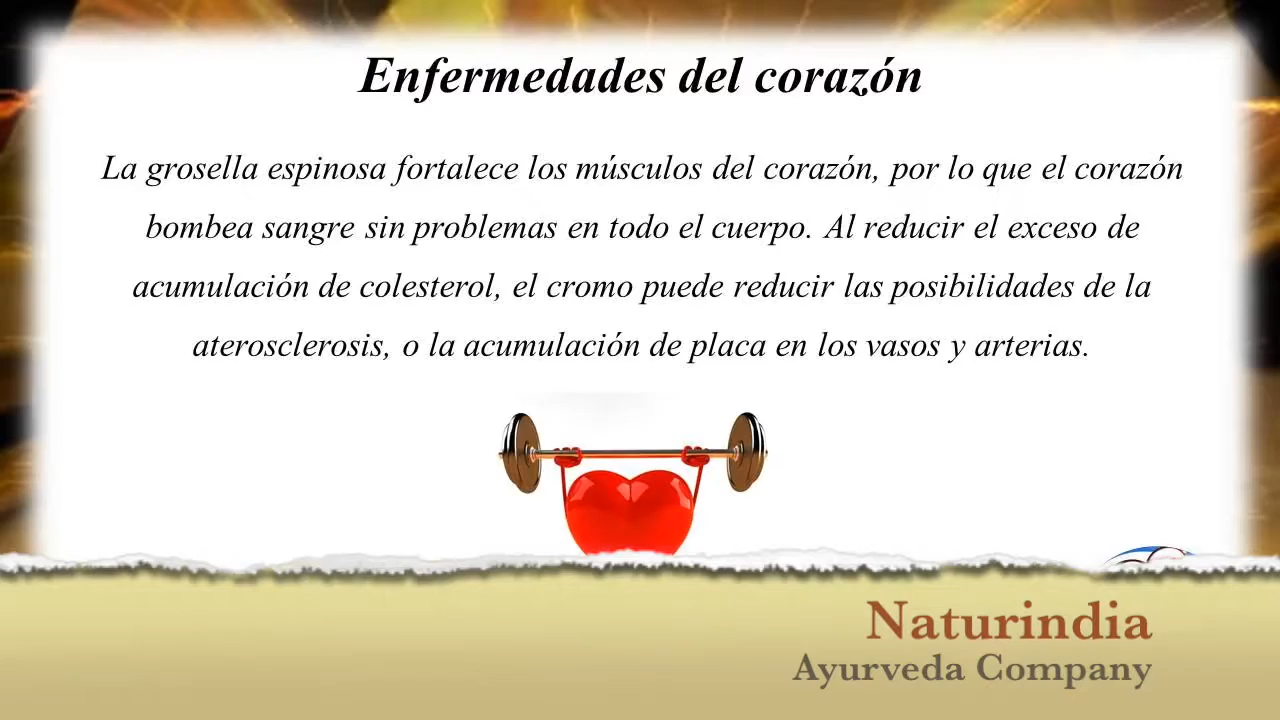 Enfermedades del corazón
La grosella espinosa fortalece los músculos del corazón, por lo que el corazón
bombea sangre sin problemas en todo el cuerpo. Al reducir el exceso de
acumulación de colesterol, el cromo puede reducir las posibilidades de la
aterosclerosis, o la acumulación de placa en los vasos y arterias.
Naturindia
Ayurveda Company